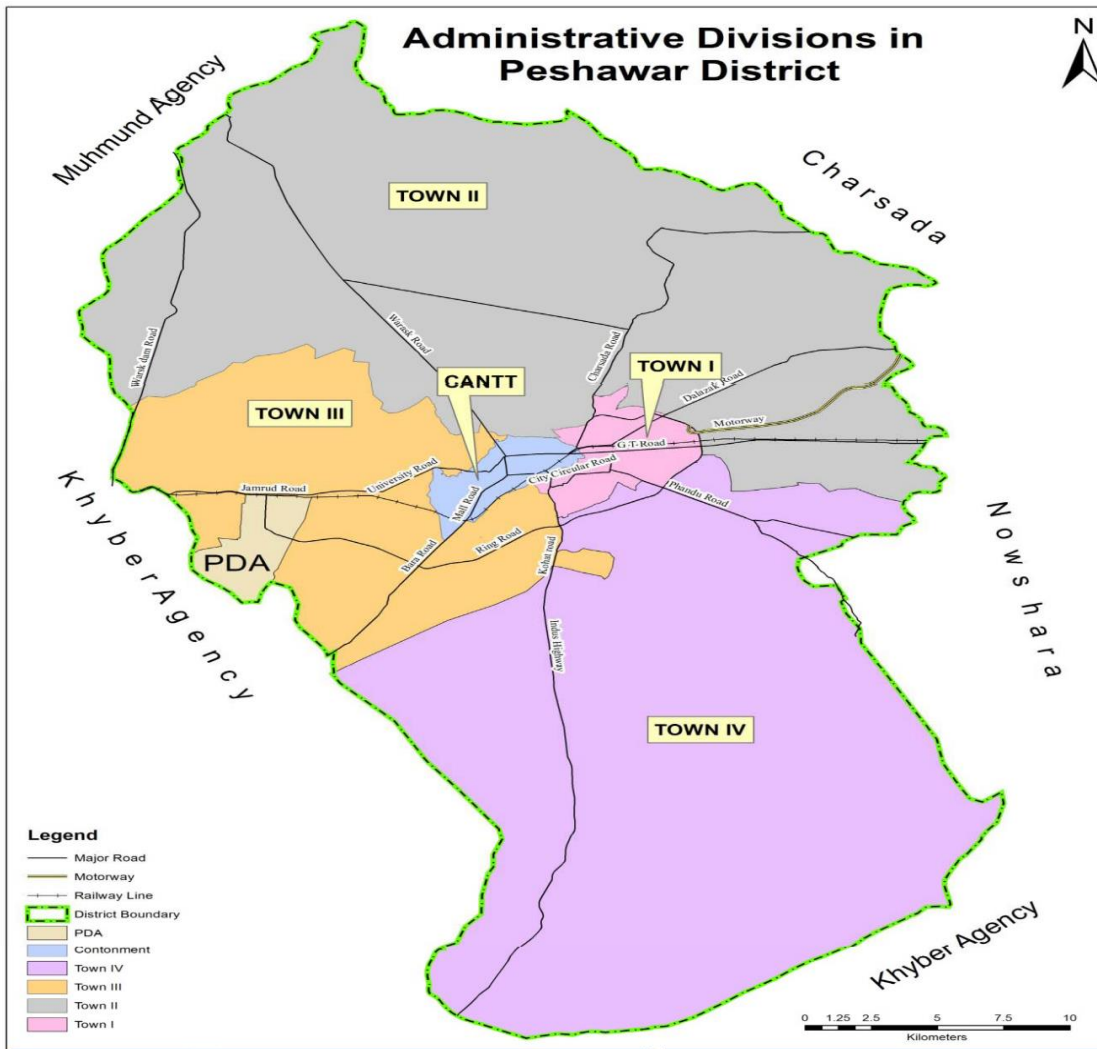 Administrative Divisions in
Peshawar District
N
Muhmund Agency
Charsada
TOWN II
Warsk dam Road
Warask Road
Charsada Road
TOWN I
CANTT
Dalazak Road
TOWN III
Motorway
G.T-Road
University Road
City Circular Road
Jamrud Road
Mall Road
Phandu Road
Khyber Agency
PDA
Bara Road
Ring Road
Kohat road
Nowshara
Indus Highway
TOWN IV
Khyber Agency
Legend
Major Road
Motorway
Railway Line
District Boundary
PDA
Contonment
Town IV
Town III
Town II
Town I
0 1.25 2.5 5 7.5 10
Kilometers